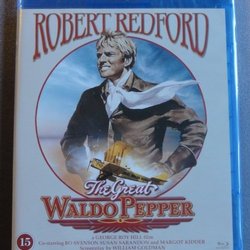 ROBERT REDFORD
The Great
WALDO PEPPER
A GEORGE ROY HILL film
Co-starring BO SVENSON SUSAN SARANDON and MARGOT KIDDER
Screenplay by WILLIAM GOLDMAN
15